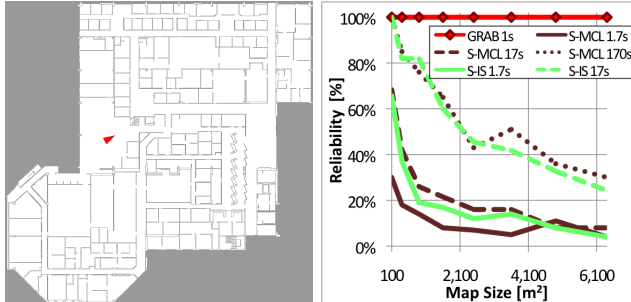 100%
80%
60%
40%
20%
0%
Reliability [%]
GRAB 1s
S-MCL 1.7s
S-MCL 17s
S-MCL 170s
S-IS 1.7s
S-IS 17s
100
2,100
4,100
6,100
Map Size [m²]